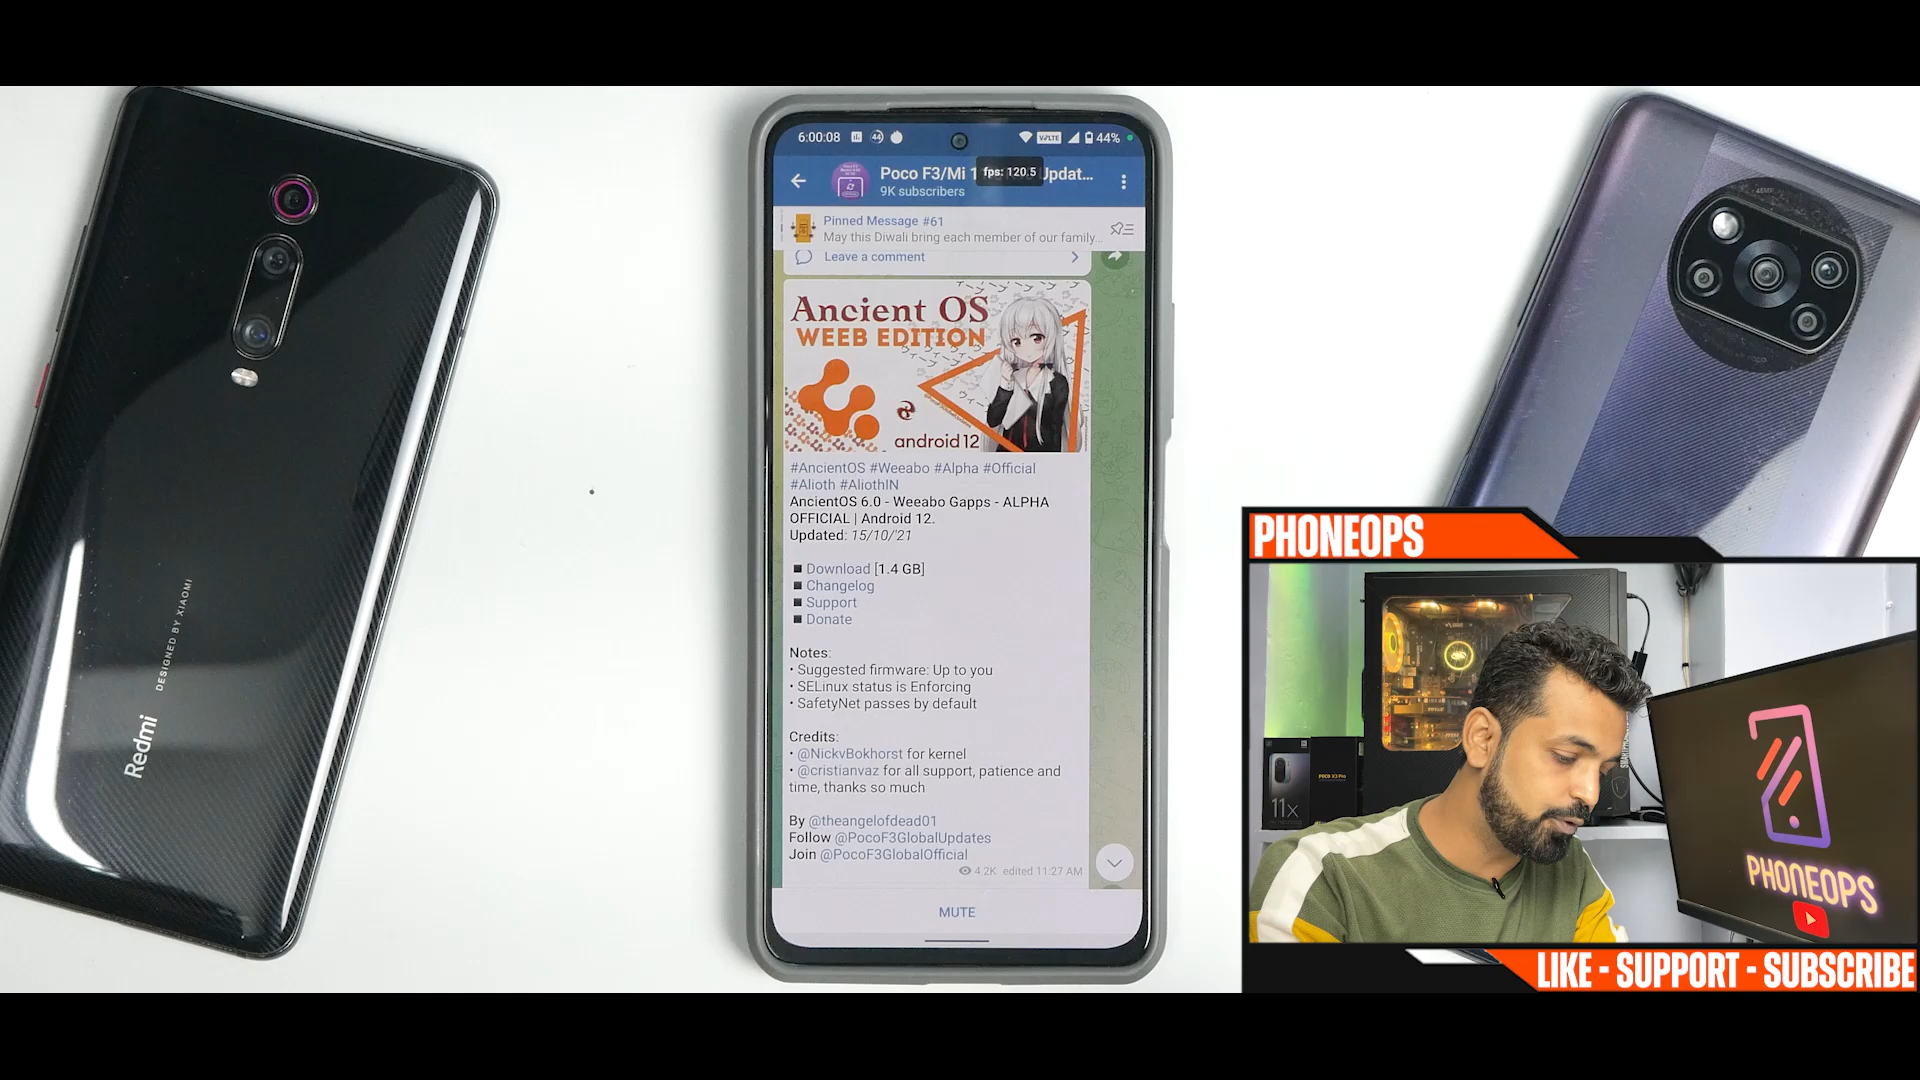 DESIGNED BY XIAOMI
Redmi
6:00:08
44
VoLTE
44%
Poco F3/Mi 1
Updat...
fps: 120.5
9K subscribers
Pinned Message #61
May this Diwali bring each member of our family...
Leave a comment
Ancient OS
WEEB EDITION
android 12
#AncientOS #Weeabo #Alpha #Official
#Alioth #AliothIN
AncientOS 6.0 - Weeabo Gapps - ALPHA
OFFICIAL | Android 12.
Updated: 15/10/'21
Download [1.4 GB]
Changelog
Support
Donate
Notes:
• Suggested firmware: Up to you
• SELinux status is Enforcing
• SafetyNet passes by default
Credits:
• @NickvBokhorst for kernel
• @cristianvaz for all support, patience and
time, thanks so much
By @theangelofdead01
Follow @PocoF3GlobalUpdates
Join @PocoF3GlobalOfficial
4.2K edited 11:27 AM
MUTE
PHONEOPS
11x
POCO X3 Pro
PHONEOPS
LIKE - SUPPORT - SUBSCRIBE